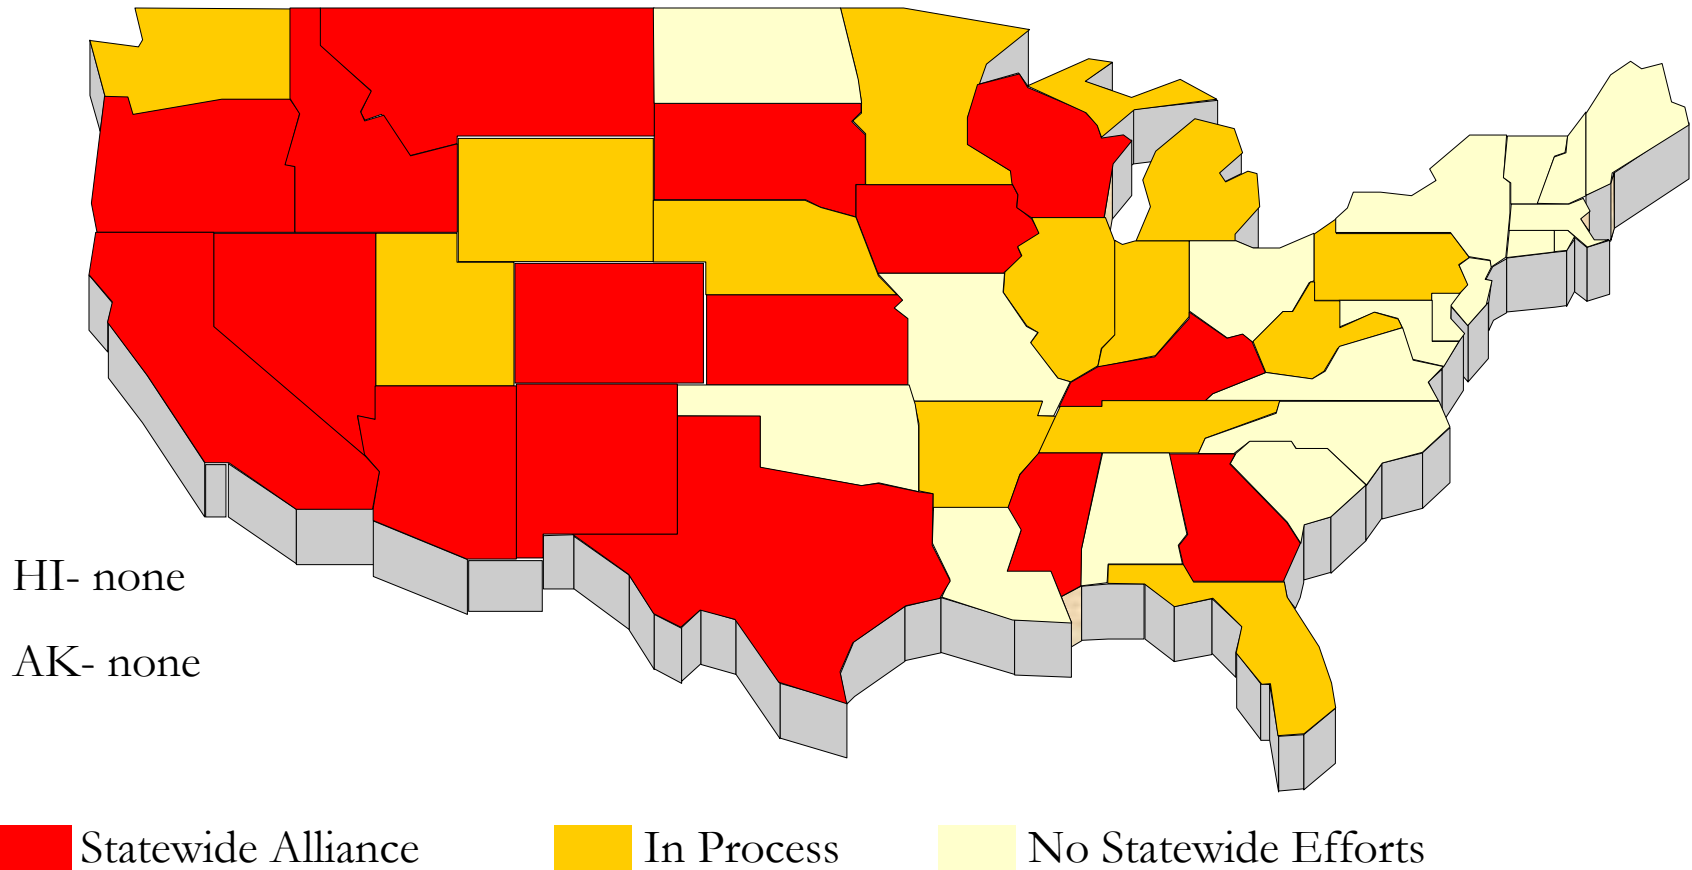 HI- none
AK- none
Statewide Alliance
In Process
No Statewide Efforts